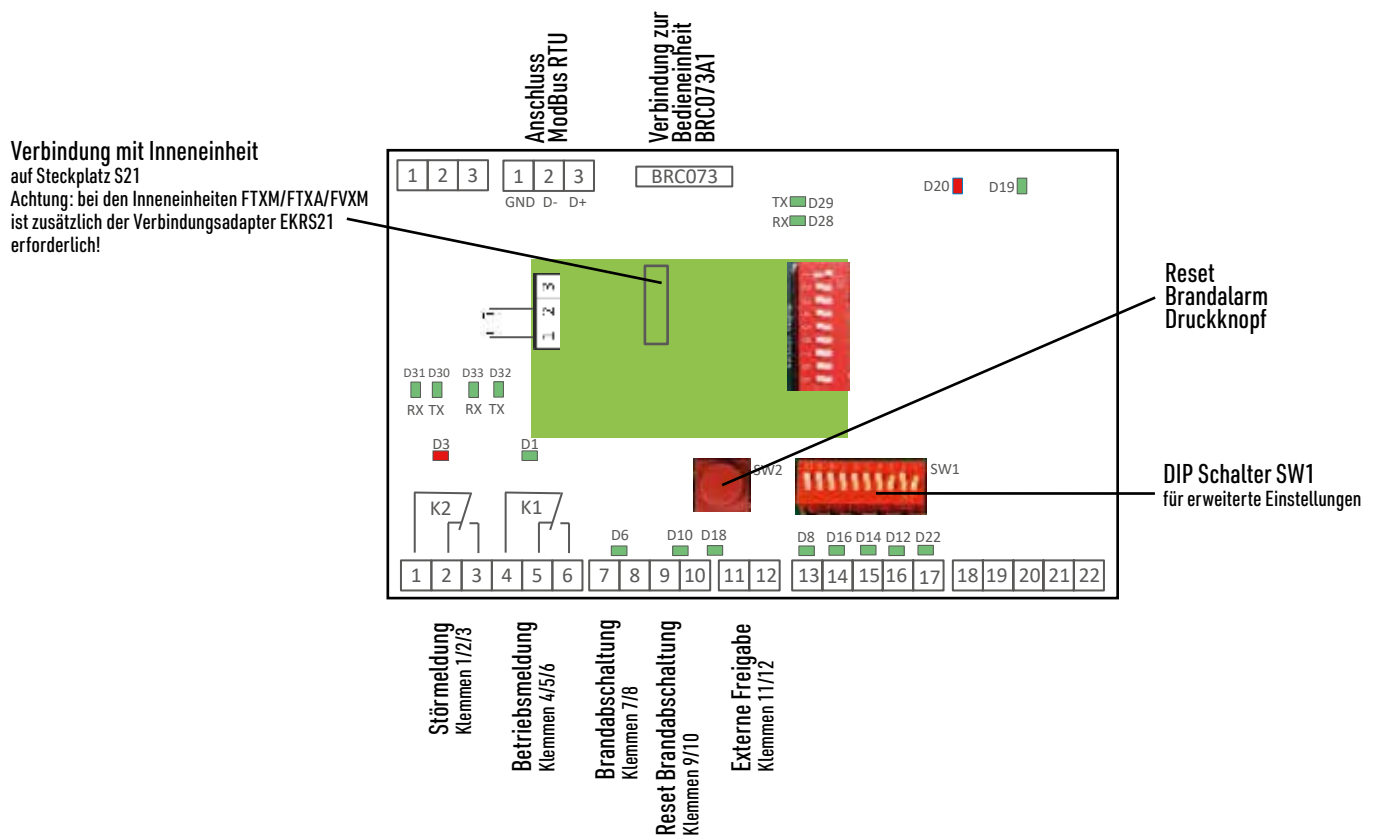 Anschluss
ModBus RTU
Verbindung zur
Bedieneinheit
BRC073A1
Verbindung mit Inneneinheit
auf Steckplatz S21
Achtung: bei den Inneneinheiten FTXM/FTXA/FVXM
ist zusätzlich der Verbindungsadapter EKRS21
erforderlich!
1 2 3
1 2 3
GND D- D+
BRC073
D20
D19
TX D29
RX D28
1 2 3
Reset
Brandalarm
Druckknopf
D31 D30 D33 D32
RX TX RX TX
D3
D1
SW2
SW1
DIP Schalter SW1
für erweiterte Einstellungen
K2
K1
D6 D10 D18 D8 D16 D14 D12 D22
1 2 3 4 5 6 7 8 9 10 11 12 13 14 15 16 17 18 19 20 21 22
Störmeldung
Klemmen 1/2/3
Betriebsmeldung
Klemmen 4/5/6
Brandabschaltung
Klemmen 7/8
Reset Brandabschaltung
Klemmen 9/10
Externe Freigabe
Klemmen 11/12